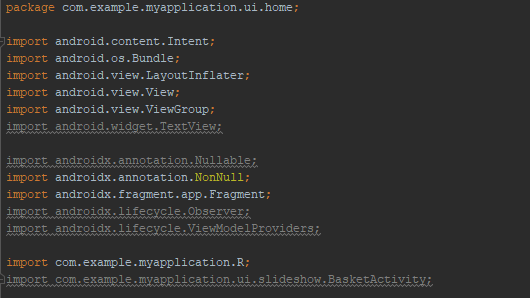 package com.example.myapplication.ui.home;
import android.content.Intent;
import android.os.Bundle;
import android.view.LayoutInflater;
import android.view.View;
import android.view.ViewGroup;
import android.widget.TextView;
import androidx.annotation.Nullable;
import androidx.annotation.NonNull;
import androidx.fragment.app.Fragment;
import androidx.lifecycle.Observer;
import androidx.lifecycle.ViewModelProviders;
import com.example.myapplication.R;
import com.example.myapplication.ui.slideshow.BasketActivity;